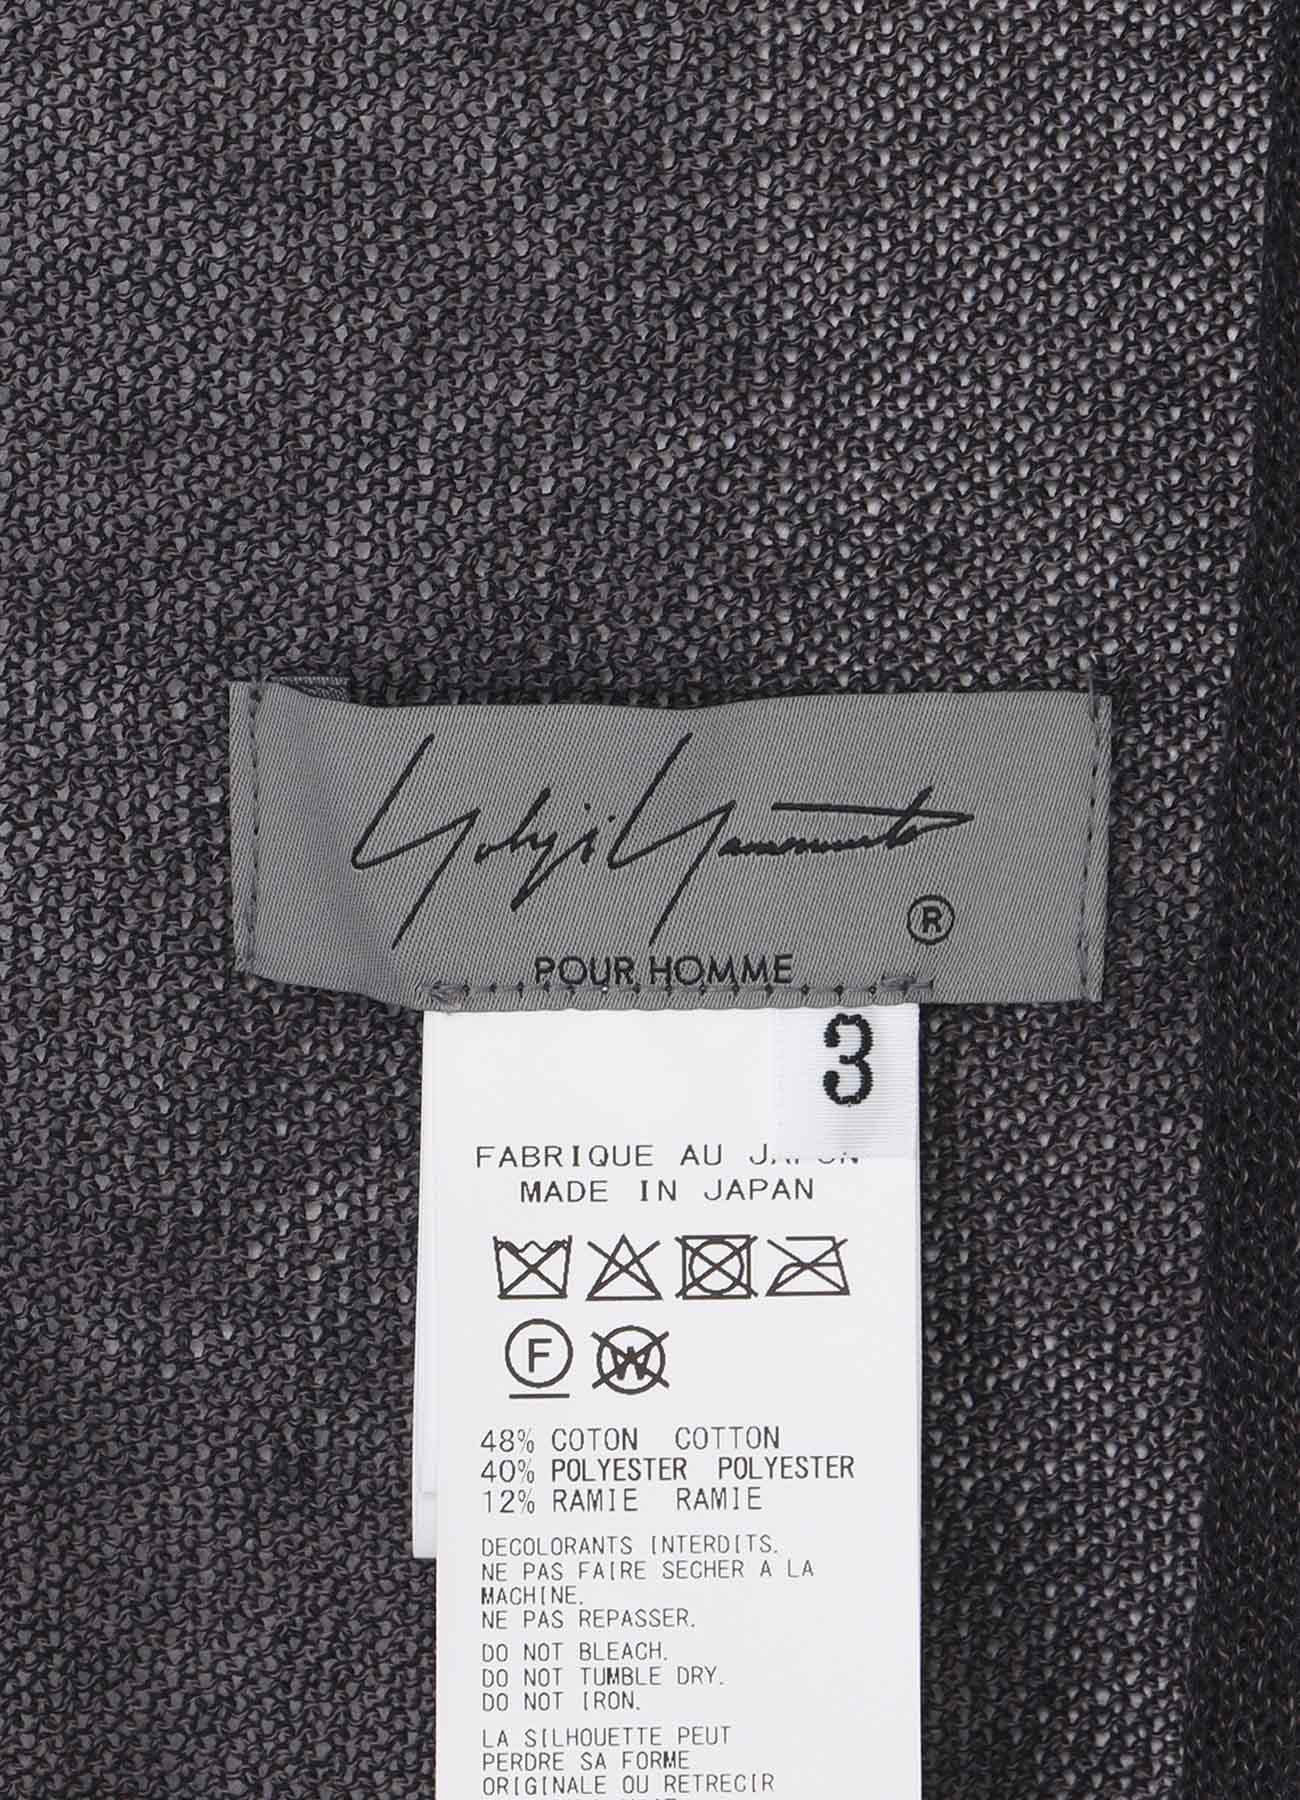 Yohji Yamamoto
®
POUR HOMME
3
FABRIQUE AU JAPON
MADE IN JAPAN
F W
48% COTON COTTON
40% POLYESTER POLYESTER
12% RAMIE RAMIE
DECOLORANTS INTERDITS.
NE PAS FAIRE SECHER A LA
MACHINE.
NE PAS REPASSER.
DO NOT BLEACH.
DO NOT TUMBLE DRY.
DO NOT IRON.
LA SILHOUETTE PEUT
PERDRE SA FORME
ORIGINALE OU RETRECIR